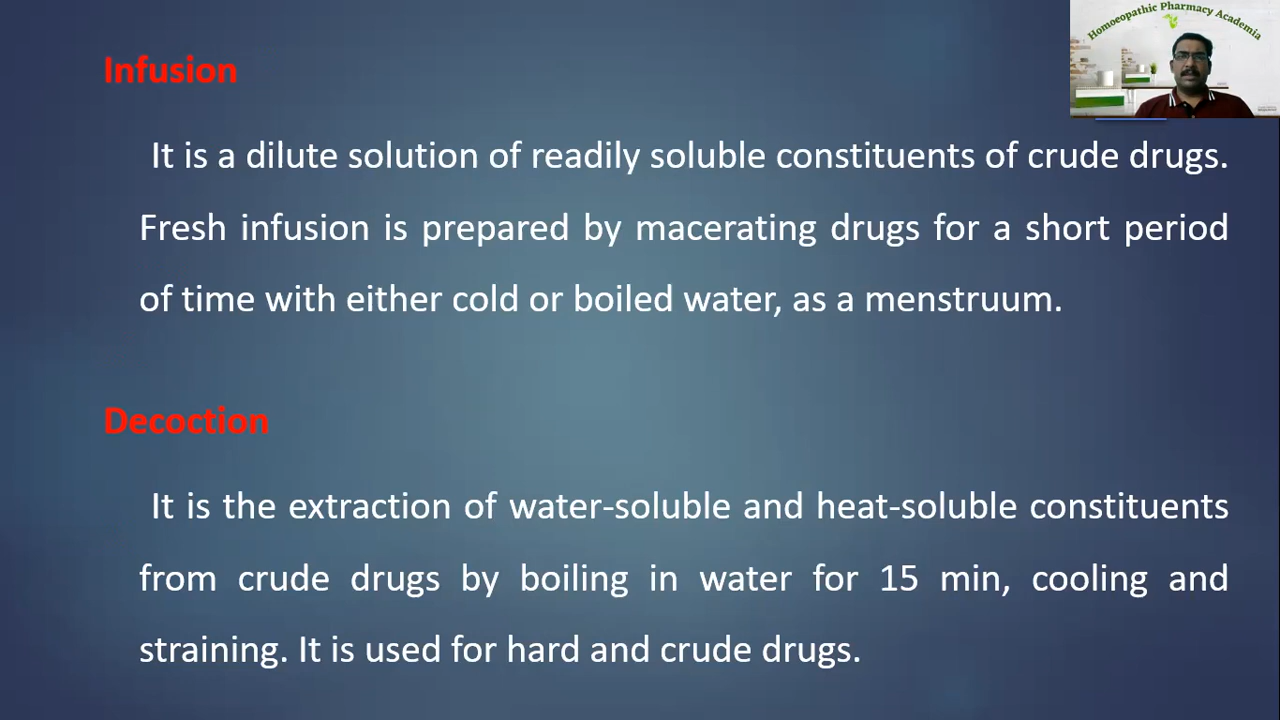 Homoeopathic Pharmacy Academia
Infusion
It is a dilute solution of readily soluble constituents of crude drugs.
Fresh infusion is prepared by macerating drugs for a short period
of time with either cold or boiled water, as a menstruum.
Decoction
It is the extraction of water-soluble and heat-soluble constituents
from crude drugs by boiling in water for 15 min, cooling and
straining. It is used for hard and crude drugs.